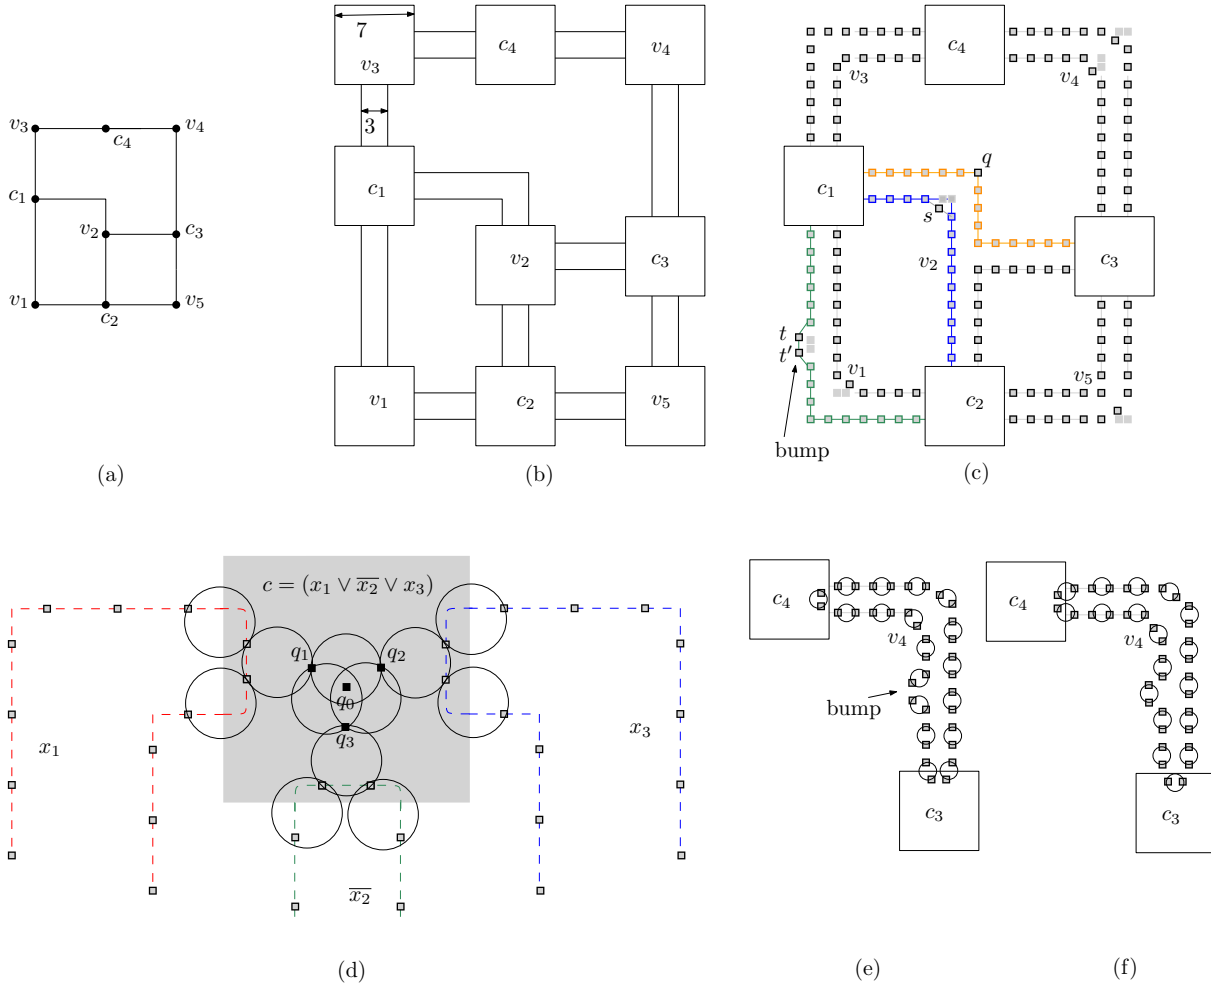 v3
c4
v4
c1
v2
c3
v1
c2
v5
(a)
7
v3
c4
v4
3
c1
v2
c3
v1
c2
v5
(b)
c4
v3
v4
q
c1
s
v2
c3
t
t′
v1
v5
c2
bump
(c)
c = (x1 ∨ x̅2̅ ∨ x3)
q1
q2
q0
q3
x1
x3
x̅2̅
(d)
c4
v4
bump
c3
(e)
c4
v4
c3
(f)